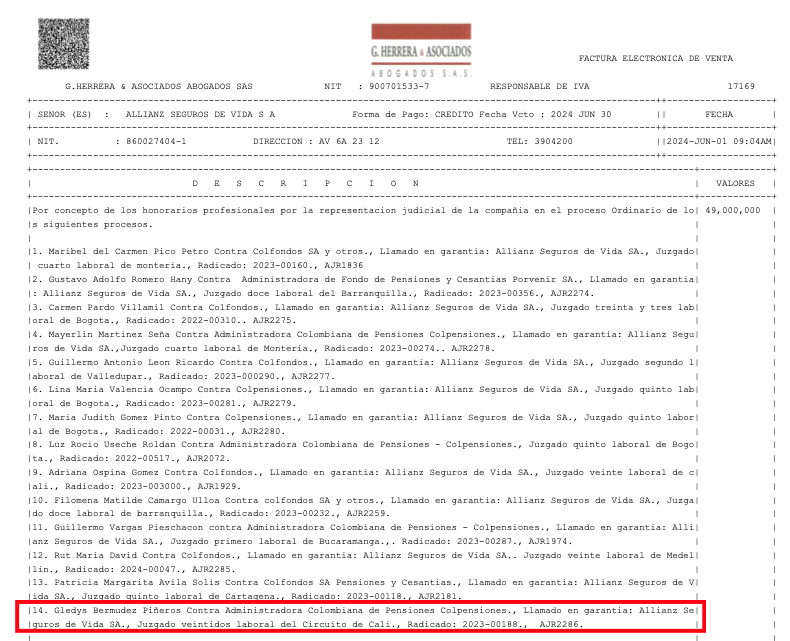 G. HERRERA & ASOCIADOS
ABOGADOS S.A.S.
FACTURA ELECTRONICA DE VENTA
G.HERRERA & ASOCIADOS ABOGADOS SAS NIT : 900701533-7 RESPONSABLE DE IVA 17169
SENOR (ES) : ALLIANZ SEGUROS DE VIDA S A Forma de Pago: CREDITO Fecha Vcto : 2024 JUN 30 || FECHA
NIT. : 860027404-1 DIRECCION : AV 6A 23 12 TEL: 3904200 ||2024-JUN-01 09:04AM|
| D E S C R I P C I O N | VALORES |
|Por concepto de los honorarios profesionales por la representacion judicial de la compañia en el proceso Ordinario de lo| 49,000,000 |
|s siguientes procesos. | |
|1. Maribel del Carmen Pico Petro Contra Colfondos SA y otros., Llamado en garantia: Allianz Seguros de Vida SA., Juzgado|
| cuarto laboral de monteria., Radicado: 2023-00160., AJR1836
|2. Gustavo Adolfo Romero Hany Contra Administradora de Fondo de Pensiones y Cesantias Porvenir SA., Llamado en garantia|
|: Allianz Seguros de Vida SA., Juzgado doce laboral del Barranquilla., Radicado: 2023-00356., AJR2274.
|3. Carmen Pardo Villamil Contra Colfondos., Llamado en garantia: Allianz Seguros de Vida SA., Juzgado treinta y tres lab|
|oral de Bogota., Radicado: 2022-00310.. AJR2275.
|4. Mayerlin Martinez Seña Contra Administradora Colombiana de Pensiones Colpensiones., Llamado en garantia: Allianz Segu|
|ros de Vida SA.,Juzgado cuarto laboral de Monteria., Radicado: 2023-00274.. AJR2278.
|5. Guillermo Antonio Leon Ricardo Contra Colfondos., Llamado en garantia: Allianz Seguros de Vida SA., Juzgado segundo l|
|aboral de Valledupar., Radicado: 2023-000290., AJR2277.
|6. Lina Maria Valencia Ocampo Contra Colpensiones., Llamado en garantia: Allianz Seguros de Vida SA., Juzgado quinto lab|
|oral de Bogota., Radicado: 2023-00281., AJR2279.
|7. Maria Judith Gomez Pinto Contra Colpensiones., Llamado en garantia: Allianz Seguros de Vida SA., Juzgado quinto labor|
|al de Bogota., Radicado: 2022-00031., AJR2280.
|8. Luz Rocio Useche Roldan Contra Administradora Colombiana de Pensiones - Colpensiones., Juzgado quinto laboral de Bogo|
|ta., Radicado: 2022-00517., AJR2072.
|9. Adriana Ospina Gomez Contra Colfondos., Llamado en garantia: Allianz Seguros de Vida SA., Juzgado veinte laboral de c|
|ali., Radicado: 2023-003000., AJR1929.
|10. Filomena Matilde Camargo Ulloa Contra colfondos SA y otros., Llamado en garantia: Allianz Seguros de Vida SA., Juzga|
|do doce laboral de barranquilla., Radicado: 2023-00232., AJR2259.
|11. Guillermo Vargas Pieschacon contra Administradora Colombiana de Pensiones - Colpensiones., Llamado en garantia: Alli|
|anz Seguros de Vida SA., Juzgado primero laboral de Bucaramanga.,. Radicado: 2023-00287., AJR1974.
|12. Rut Maria David Contra Colfondos., Llamado en garantia: Allianz Seguros de Vida SA.. Juzgado veinte laboral de Medel|
|lin., Radicado: 2024-00047., AJR2285.
|13. Patricia Margarita Avila Solis Contra Colfondos SA Pensiones y Cesantias., Llamado en garantia: Allianz Seguros de V|
|ida SA., Juzgado quinto laboral de Cartagena., Radicado: 2023-00118., AJR2181.
|14. Gledys Bermudez Piñeros Contra Administradora Colombiana de Pensiones Colpensiones., Llamado en garantia: Allianz Se|
|guros de Vida SA., Juzgado veintidos laboral del Circuito de Cali., Radicado: 2023-00188., AJR2286.